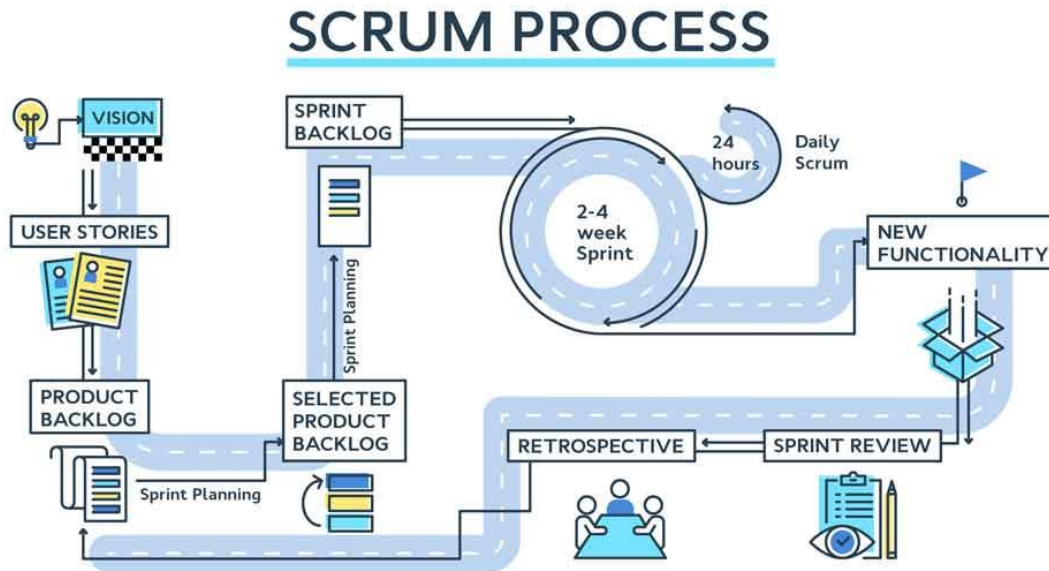 SCRUM PROCESS
VISION
USER STORIES
PRODUCT
BACKLOG
Sprint Planning
SELECTED
PRODUCT
BACKLOG
Sprint Planning
SPRINT
BACKLOG
2-4
week
Sprint
24
hours
Daily
Scrum
NEW
FUNCTIONALITY
SPRINT REVIEW
RETROSPECTIVE